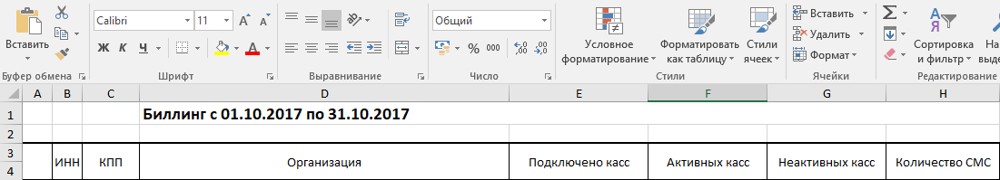 Вставить
Calibri 11
Общий
Ж К Ч
% 000
Условное форматирование
Форматировать как таблицу
Стили ячеек
Вставить
Удалить
Формат
Сортировка и фильтр
На
выде
Буфер обмена
Шрифт
Выравнивание
Число
Стили
Ячейки
Редактирование
A B C D E F G H
1 Биллинг с 01.10.2017 по 31.10.2017
2
3 ИНН КПП Организация Подключено касс Активных касс Неактивных касс Количество СМС
4